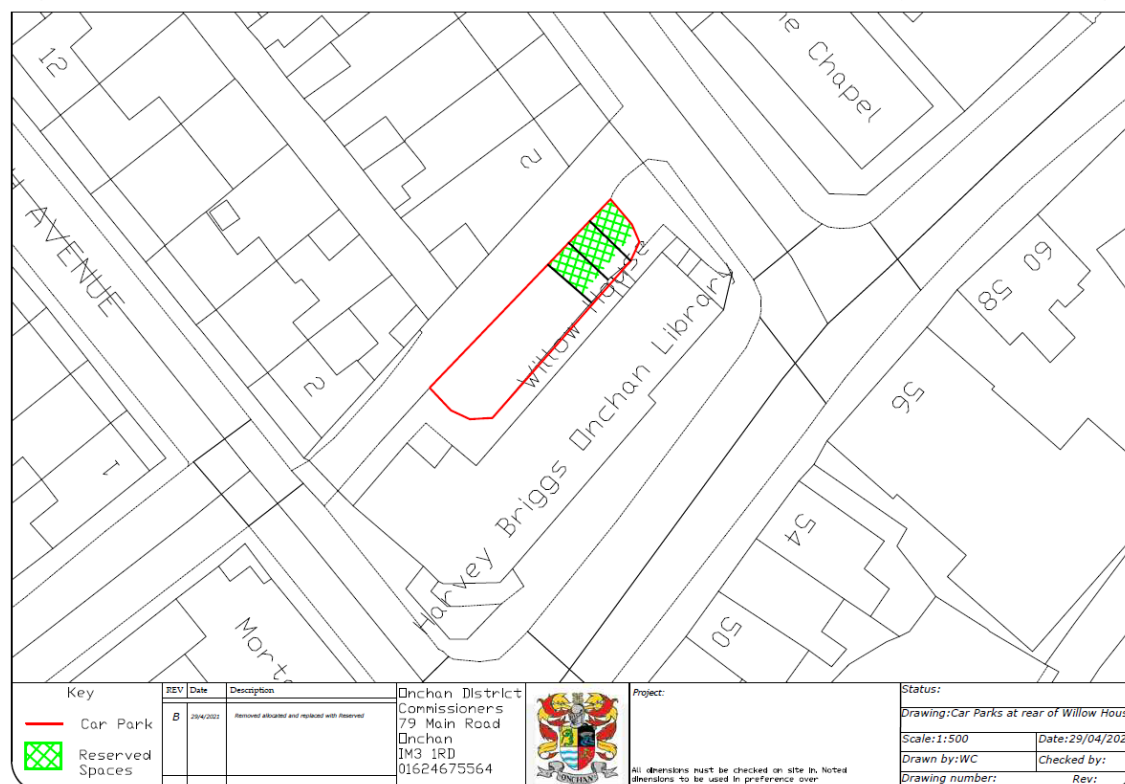 12
ne Chapel
2
AVENUE
60
58
Willow House
Harvey Briggs Onchan Library
56
2
1
54
50
Morto
Key
Car Park
Reserved
Spaces
REV Date Description
B 29/4/2021 Removed allocated and replaced with Reserved
Onchan District
Commissioners
79 Main Road
Onchan
IM3 1RD
01624675564
ONCHAN
Project:
All dimensions must be checked on site in. Noted
dimensions to be used in preference over
Status:
Drawing:Car Parks at rear of Willow Hous
Scale:1:500 Date:29/04/202
Drawn by:WC Checked by:
Drawing number: Rev: